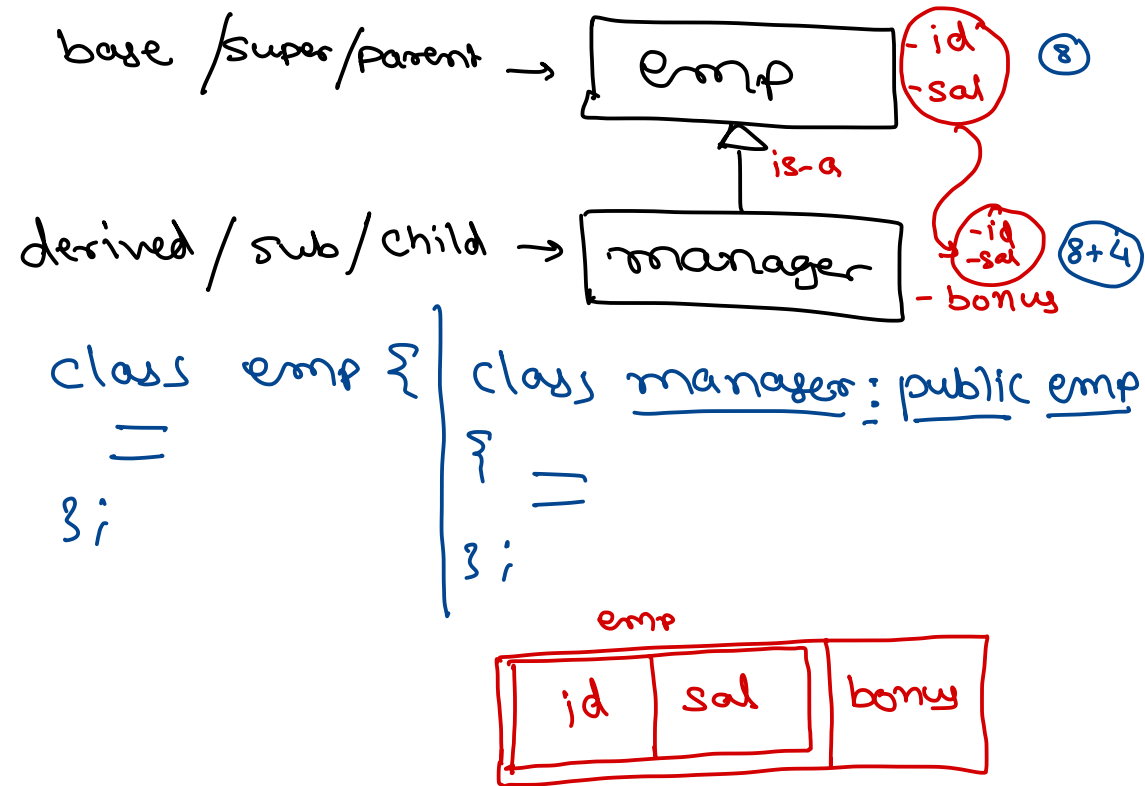 base /super/parent → emp
- id
- sal
8
is-a
derived / sub / child → manager
- id
- sal
8+4
- bonus
class emp {
};
class manager : public emp
{
};
emp
id sal bonus